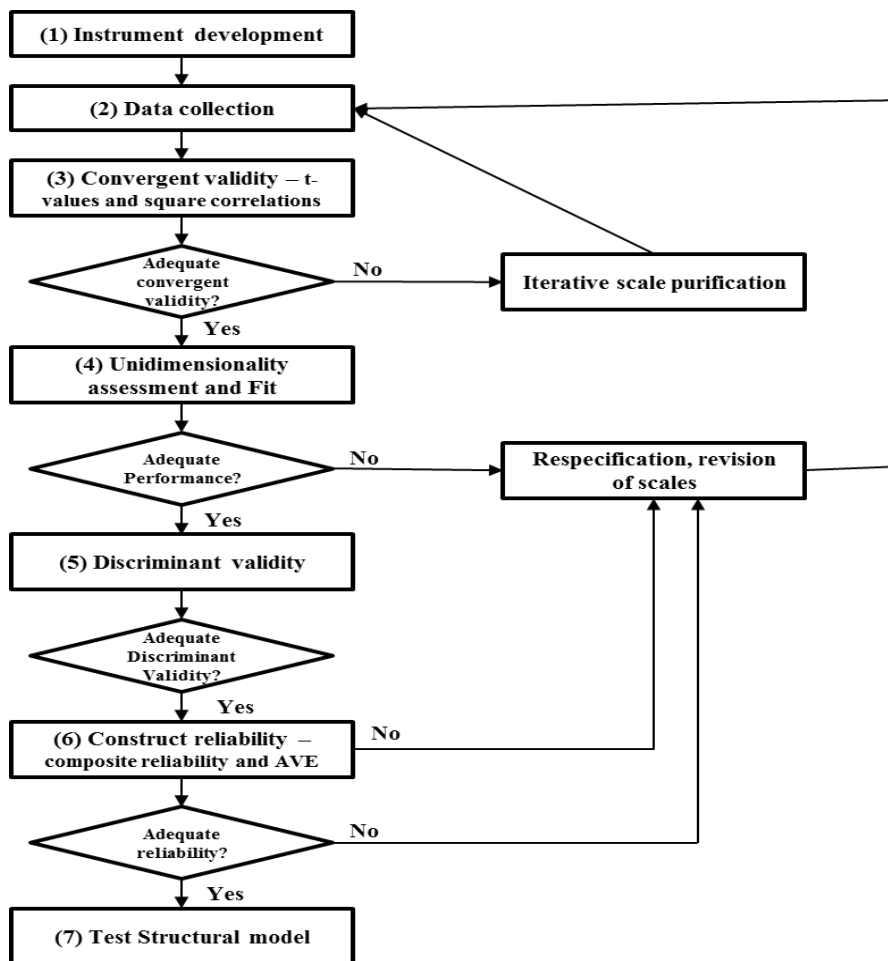 (1) Instrument development
(2) Data collection
(3) Convergent validity – t-
values and square correlations
Adequate
convergent
validity?
No
Iterative scale purification
Yes
(4) Unidimensionality
assessment and Fit
Adequate
Performance?
No
Respecification, revision
of scales
Yes
(5) Discriminant validity
Adequate
Discriminant
Validity?
Yes
(6) Construct reliability –
composite reliability and AVE
No
Adequate
reliability?
No
Yes
(7) Test Structural model